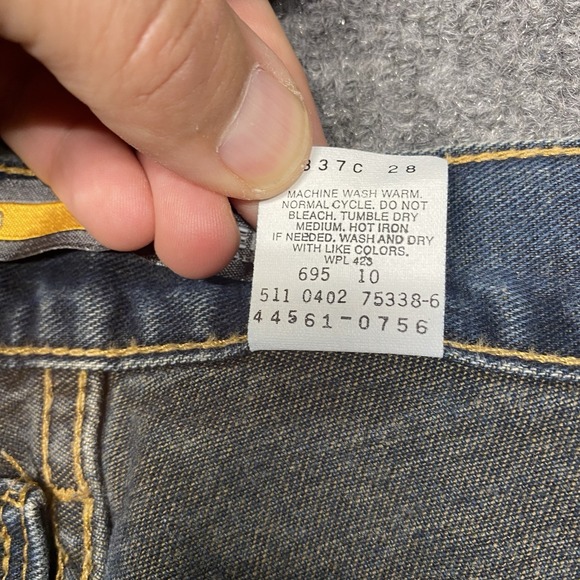 337C 28
MACHINE WASH WARM.
NORMAL CYCLE. DO NOT
BLEACH. TUMBLE DRY
MEDIUM. HOT IRON
IF NEEDED. WASH AND DRY
WITH LIKE COLORS.
WPL 423
695 10
511 0402 75338-6
44561-0756